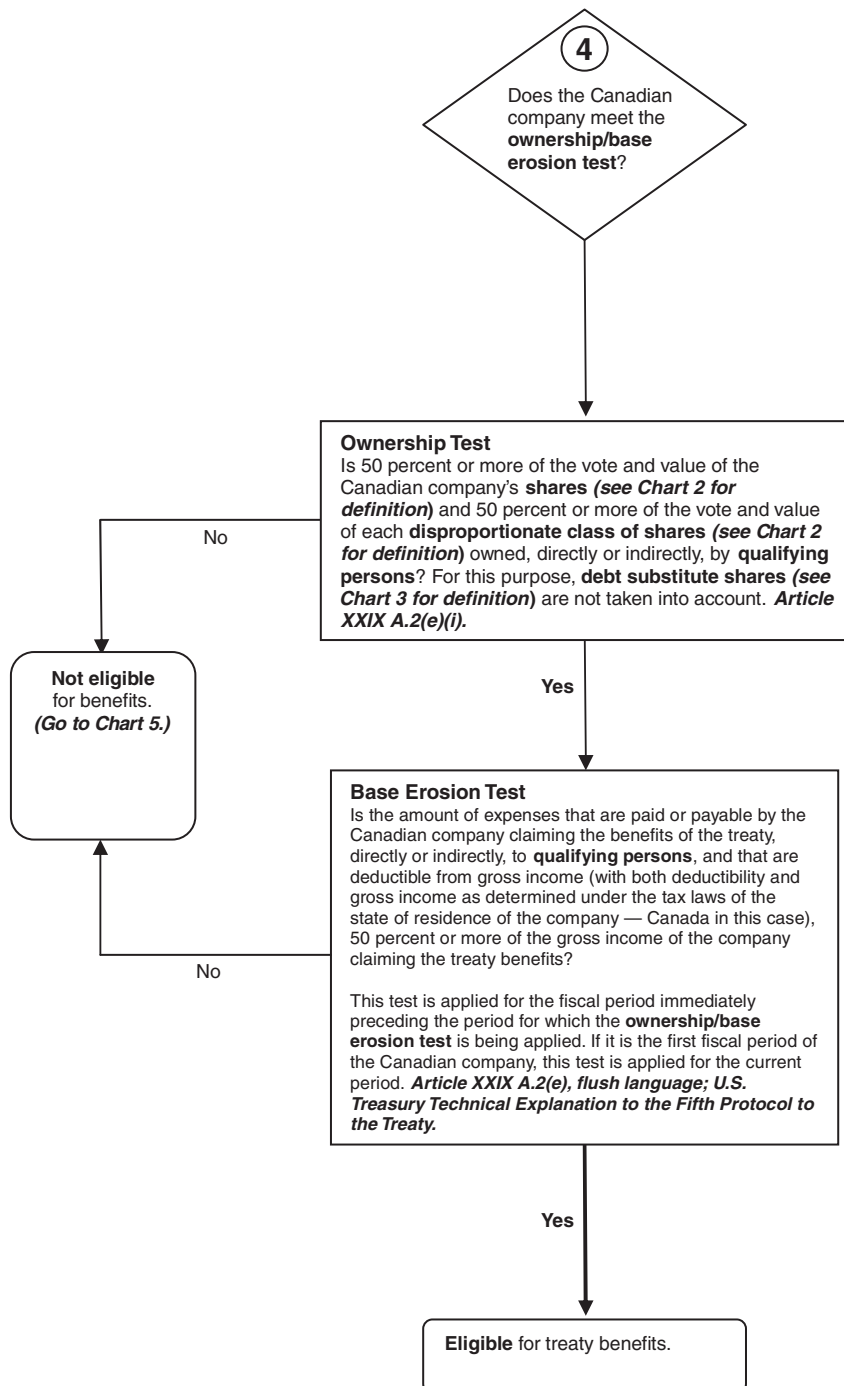 4
Does the Canadian
company meet the
ownership/base
erosion test?
Ownership Test
Is 50 percent or more of the vote and value of the
Canadian company's shares (see Chart 2 for
definition) and 50 percent or more of the vote and value
of each disproportionate class of shares (see Chart 2
for definition) owned, directly or indirectly, by qualifying
persons? For this purpose, debt substitute shares (see
Chart 3 for definition) are not taken into account. Article
XXIX A.2(e)(i).
No
Yes
Not eligible
for benefits.
(Go to Chart 5.)
Base Erosion Test
Is the amount of expenses that are paid or payable by the
Canadian company claiming the benefits of the treaty,
directly or indirectly, to qualifying persons, and that are
deductible from gross income (with both deductibility and
gross income as determined under the tax laws of the
state of residence of the company — Canada in this case),
50 percent or more of the gross income of the company
claiming the treaty benefits?
This test is applied for the fiscal period immediately
preceding the period for which the ownership/base
erosion test is being applied. If it is the first fiscal period of
the Canadian company, this test is applied for the current
period. Article XXIX A.2(e), flush language; U.S.
Treasury Technical Explanation to the Fifth Protocol to
the Treaty.
No
Yes
Eligible for treaty benefits.